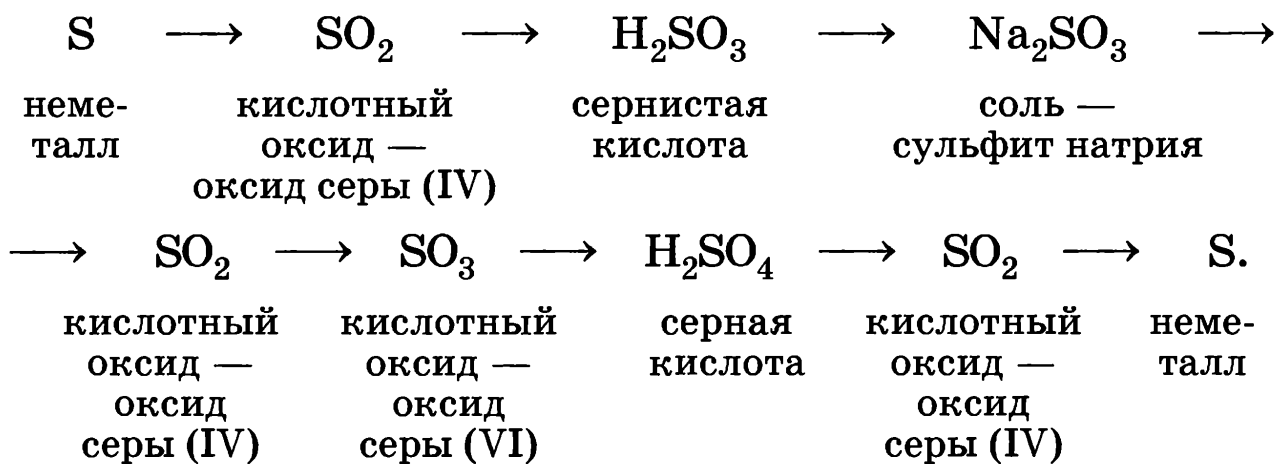 S ⟶ SO₂ ⟶ H₂SO₃ ⟶ Na₂SO₃ ⟶
неме- кислотный сернистая соль —
талл оксид — кислота сульфит натрия
оксид серы (IV)
⟶ SO₂ ⟶ SO₃ ⟶ H₂SO₄ ⟶ SO₂ ⟶ S.
кислотный кислотный серная кислотный неме-
оксид — оксид — кислота оксид — талл
оксид оксид оксид
серы (IV) серы (VI) серы (IV)